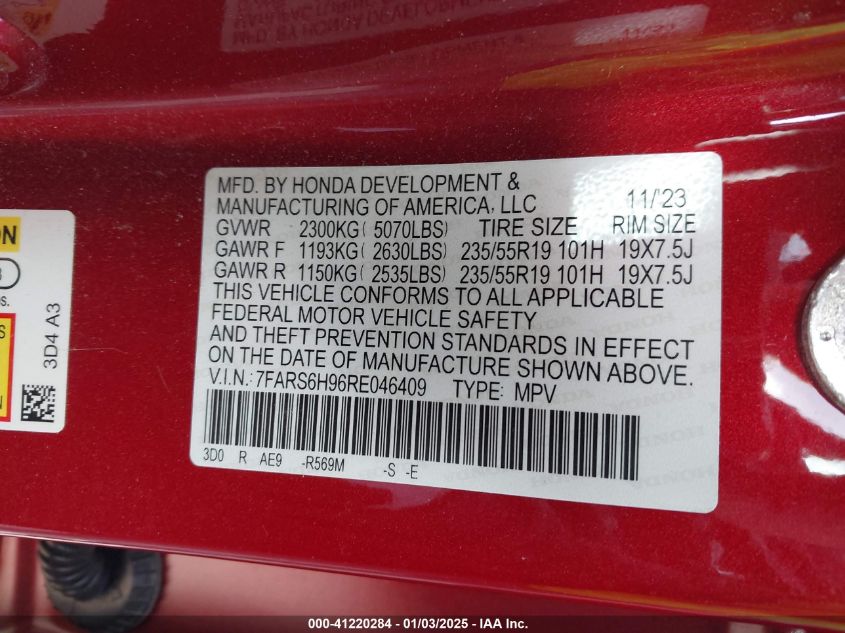 MFD. BY HONDA DEVELOPMENT &
MANUFACTURING OF AMERICA, LLC 11/'23
GVWR 2300KG (5070LBS) TIRE SIZE RIM SIZE
GAWR F 1193KG (2630LBS) 235/55R19 101H 19X7.5J
GAWR R 1150KG (2535LBS) 235/55R19 101H 19X7.5J
THIS VEHICLE CONFORMS TO ALL APPLICABLE
FEDERAL MOTOR VEHICLE SAFETY
AND THEFT PREVENTION STANDARDS IN EFFECT
ON THE DATE OF MANUFACTURE SHOWN ABOVE.
V.I.N.: 7FARS6H96RE046409 TYPE: MPV
3D0 R AE9 -R569M -S -E
3D4 A3
000-41220284 - 01/03/2025 - IAA Inc.